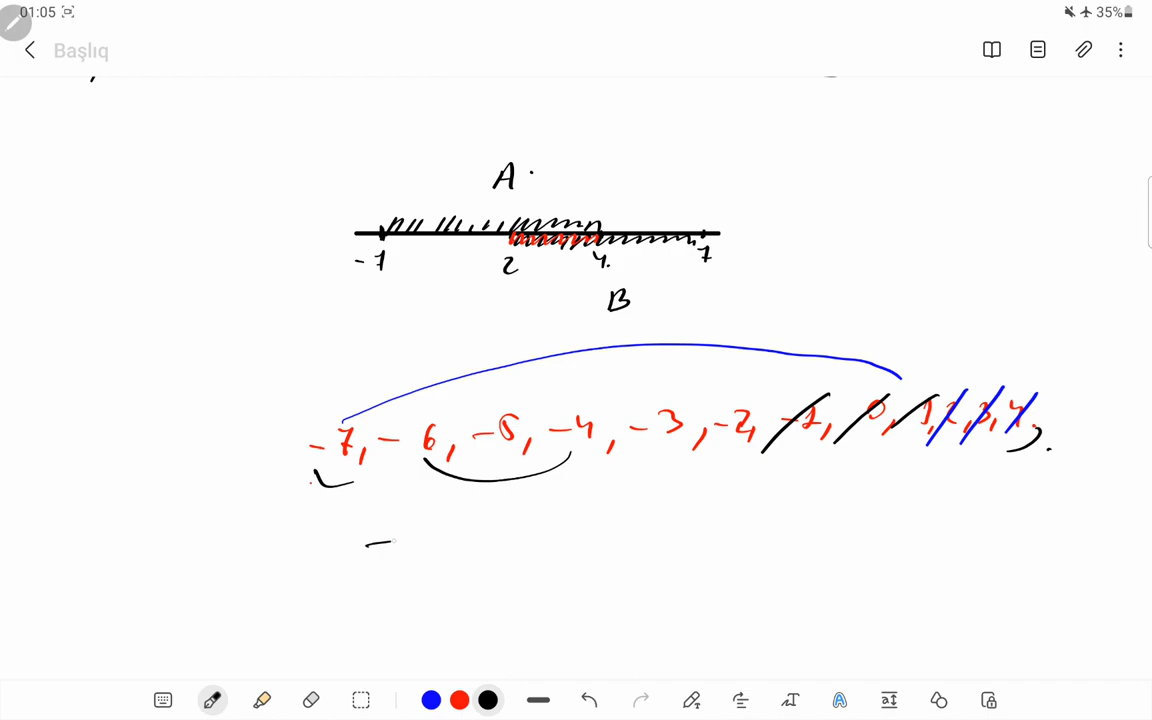 01:05
35%
Başlıq
A
-7 2 4. 7
B
-7, -6, -5, -4, -3, -2, -1, 0, 1, 2, 3, 4.